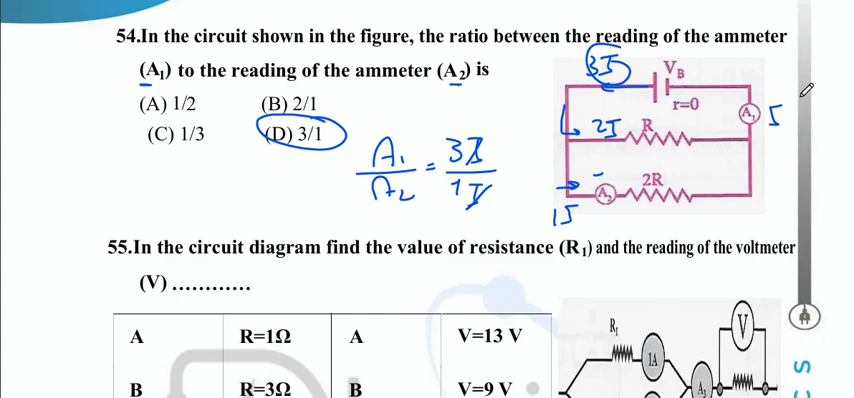 54.In the circuit shown in the figure, the ratio between the reading of the ammeter
(A₁) to the reading of the ammeter (A₂) is
(A) 1/2 (B) 2/1
(C) 1/3 (D) 3/1
A₁ / A₂ = 3I / 1I
3I
V_B
r=0
A₁ I
2I R
2R
A₂
1I
55.In the circuit diagram find the value of resistance (R₁) and the reading of the voltmeter
(V) …………
A R=1Ω A V=13 V
B R=3Ω B V=9 V
R₁
1A
V
A₃
S